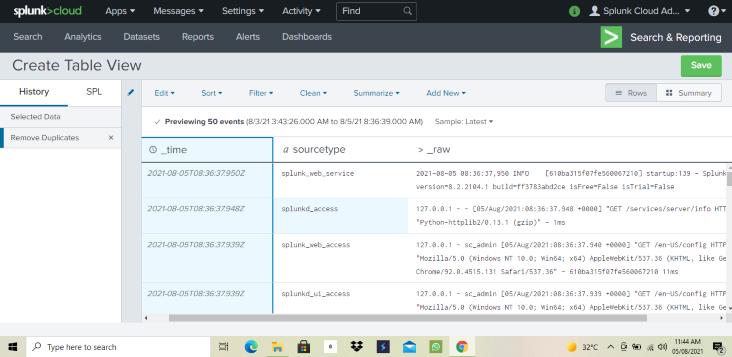 splunk>cloud Apps ▾ Messages ▾ Settings ▾ Activity ▾ Find i Splunk Cloud Ad... ▾ ? ▾
Search Analytics Datasets Reports Alerts Dashboards > Search & Reporting
Create Table View Save
History SPL Edit ▾ Sort ▾ Filter ▾ Clean ▾ Summarize ▾ Add New ▾ Rows Summary
Selected Data
✓ Previewing 50 events (8/3/21 3:43:26.000 AM to 8/5/21 8:36:39.000 AM) Sample: Latest ▾
Remove Duplicates ×
_time a sourcetype > _raw
2021-08-05T08:36:37.950Z splunk_web_service 2021-08-05 08:36:37,950 INFO [610ba315f07fe560067210] startup:139 - Splunk
version=8.2.2104.1 build=ff3783abd2ce isFree=False isTrial=False
2021-08-05T08:36:37.948Z splunkd_access 127.0.0.1 - - [05/Aug/2021:08:36:37.948 +0000] "GET /services/server/info HTT
"Python-httplib2/0.13.1 (gzip)" - 1ms
2021-08-05T08:36:37.939Z splunk_web_access 127.0.0.1 - sc_admin [05/Aug/2021:08:36:37.940 +0000] "GET /en-US/config HTTP
"Mozilla/5.0 (Windows NT 10.0; Win64; x64) AppleWebKit/537.36 (KHTML, like Ge
Chrome/92.0.4515.131 Safari/537.36" - 610ba315f07fe560067210 11ms
2021-08-05T08:36:37.939Z splunkd_ui_access 127.0.0.1 - sc_admin [05/Aug/2021:08:36:37.939 +0000] "GET /en-US/config HTTP
"Mozilla/5.0 (Windows NT 10.0; Win64; x64) AppleWebKit/537.36 (KHTML, like Ge
Type here to search 32°C 11:44 AM
05/08/2021 2